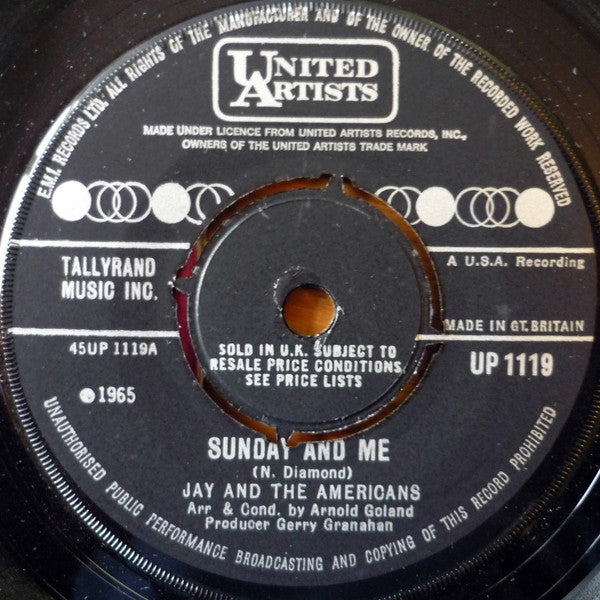 E.M.I. RECORDS LTD. ALL RIGHTS OF THE MANUFACTURER AND OF THE OWNER OF THE RECORDED WORK RESERVED
UNITED
ARTISTS
MADE UNDER LICENCE FROM UNITED ARTISTS RECORDS, INC.,
OWNERS OF THE UNITED ARTISTS TRADE MARK
TALLYRAND
MUSIC INC.
A U.S.A. Recording
MADE IN GT. BRITAIN
45UP 1119A
UP 1119
℗1965
SOLD IN U.K. SUBJECT TO
RESALE PRICE CONDITIONS,
SEE PRICE LISTS
SUNDAY AND ME
(N. Diamond)
JAY AND THE AMERICANS
Arr & Cond. by Arnold Goland
Producer Gerry Granahan
UNAUTHORISED PUBLIC PERFORMANCE BROADCASTING AND COPYING OF THIS RECORD PROHIBITED